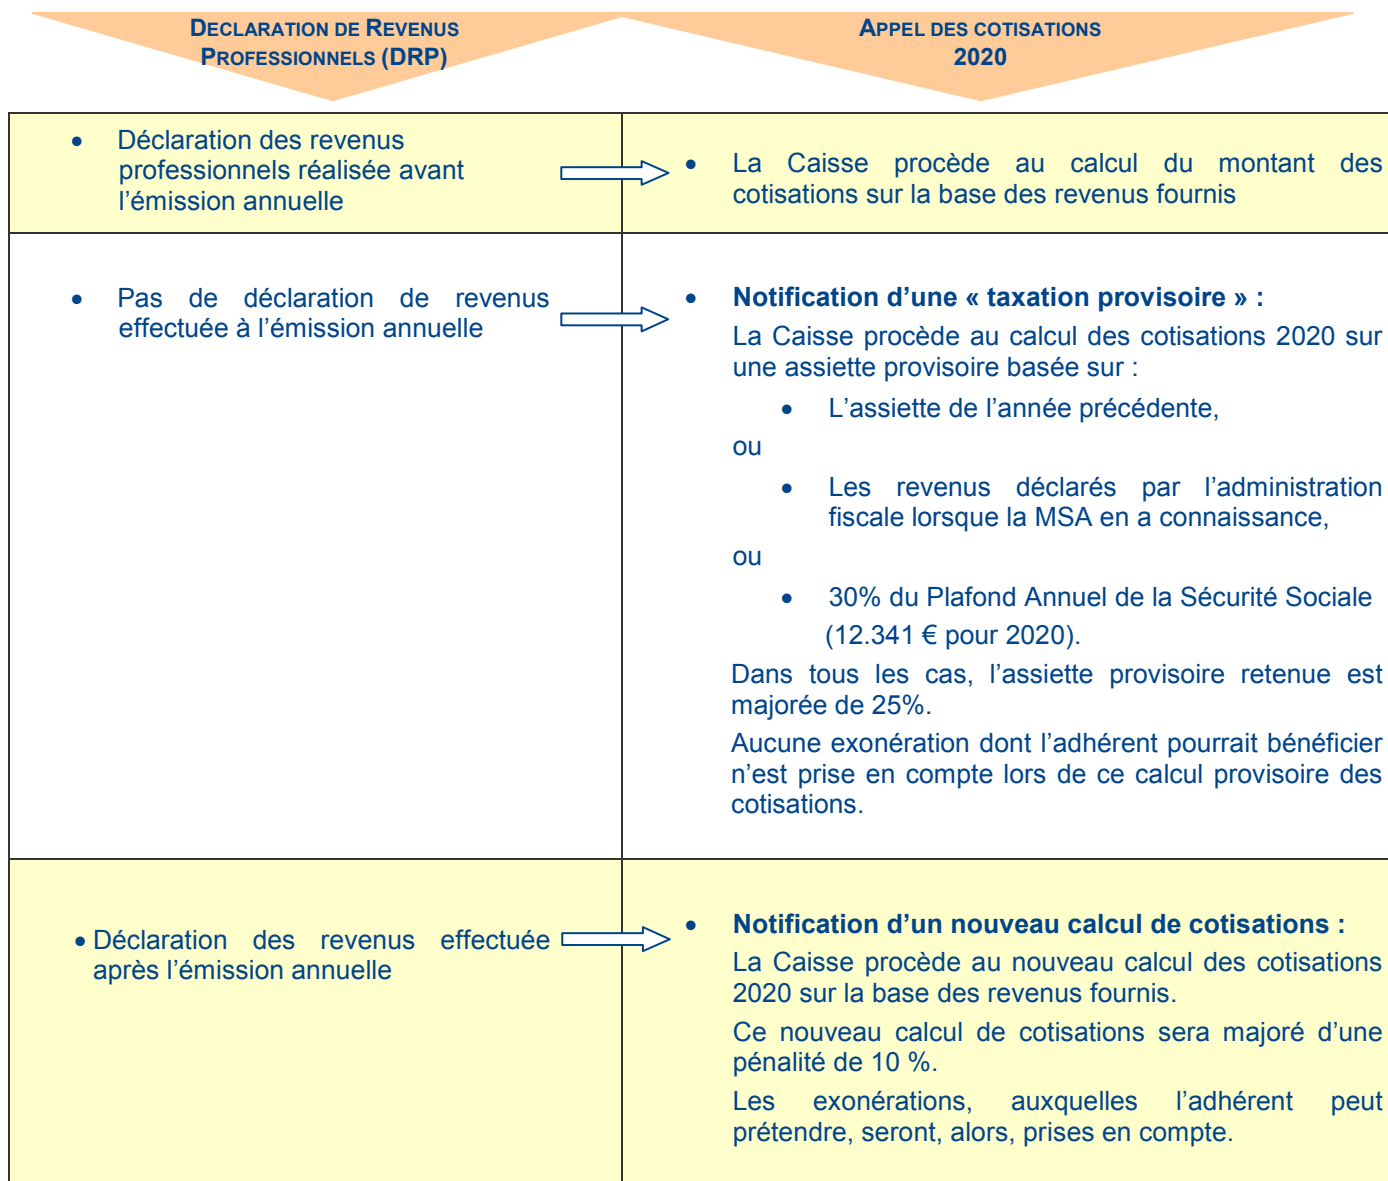 DECLARATION DE REVENUS
PROFESSIONNELS (DRP)
APPEL DES COTISATIONS
2020
• Déclaration des revenus
professionnels réalisée avant
l’émission annuelle
• La Caisse procède au calcul du montant des
cotisations sur la base des revenus fournis
• Pas de déclaration de revenus
effectuée à l’émission annuelle
• Notification d’une « taxation provisoire » :
La Caisse procède au calcul des cotisations 2020 sur
une assiette provisoire basée sur :
• L’assiette de l’année précédente,
ou
• Les revenus déclarés par l’administration
fiscale lorsque la MSA en a connaissance,
ou
• 30% du Plafond Annuel de la Sécurité Sociale
(12.341 € pour 2020).
Dans tous les cas, l’assiette provisoire retenue est
majorée de 25%.
Aucune exonération dont l’adhérent pourrait bénéficier
n’est prise en compte lors de ce calcul provisoire des
cotisations.
• Déclaration des revenus effectuée
après l’émission annuelle
• Notification d’un nouveau calcul de cotisations :
La Caisse procède au nouveau calcul des cotisations
2020 sur la base des revenus fournis.
Ce nouveau calcul de cotisations sera majoré d’une
pénalité de 10 %.
Les exonérations, auxquelles l’adhérent peut
prétendre, seront, alors, prises en compte.